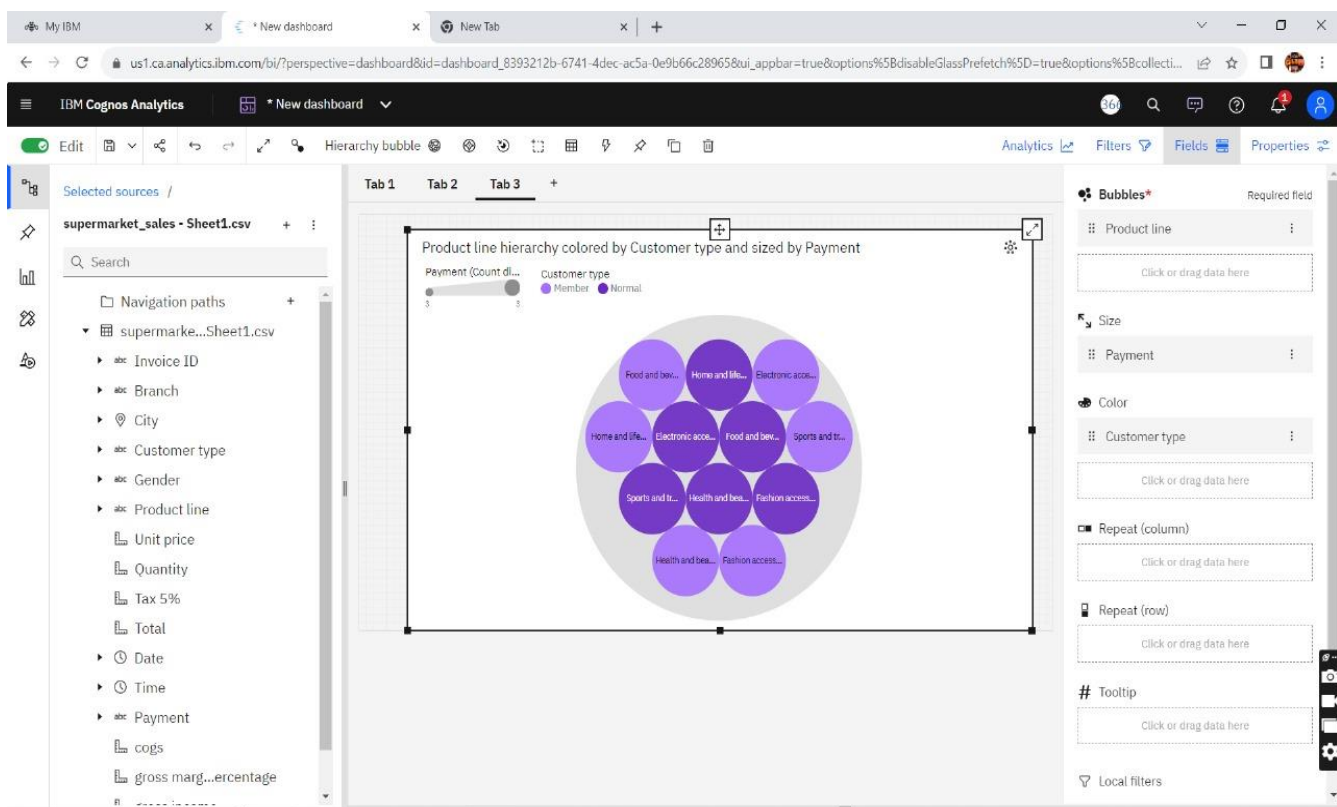 My IBM
* New dashboard
New Tab
us1.ca.analytics.ibm.com/bi/?perspective=dashboard&id=dashboard_8393212b-6741-4dec-ac5a-0e9b66c28965&ui_appbar=true&options%5BdisableGlassPrefetch%5D=true&options%5Bcollecti...
IBM Cognos Analytics
* New dashboard
1
Edit
Hierarchy bubble
Analytics
Filters
Fields
Properties
Selected sources /
supermarket_sales - Sheet1.csv
Search
Navigation paths
supermarke...Sheet1.csv
abc Invoice ID
abc Branch
City
abc Customer type
abc Gender
abc Product line
Unit price
Quantity
Tax 5%
Total
Date
Time
abc Payment
cogs
gross marg...ercentage
gross income
Tab 1
Tab 2
Tab 3
Product line hierarchy colored by Customer type and sized by Payment
Payment (Count di...
3 3
Customer type
Member Normal
Food and bev... Home and life... Electronic acce...
Home and life... Electronic acce... Food and bev... Sports and tr...
Sports and tr... Health and bea... Fashion access...
Health and bea... Fashion access...
Bubbles* Required field
Product line
Click or drag data here
Size
Payment
Color
Customer type
Click or drag data here
Repeat (column)
Click or drag data here
Repeat (row)
Click or drag data here
Tooltip
Click or drag data here
Local filters